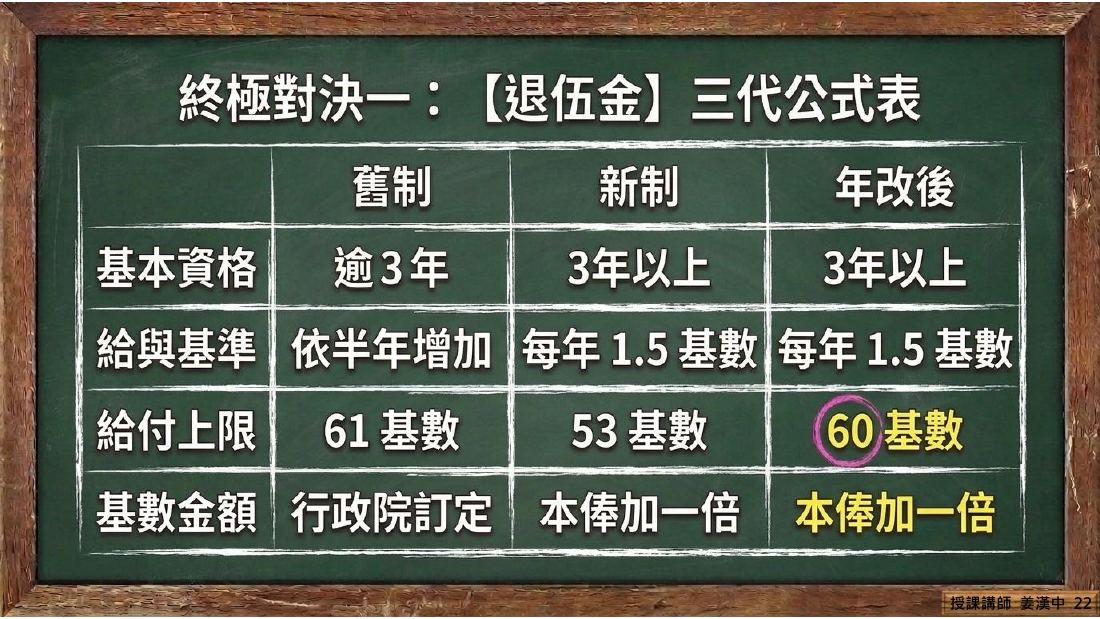 終極對決一：【退伍金】三代公式表
舊制 新制 年改後
基本資格 逾3年 3年以上 3年以上
給與基準 依半年增加 每年 1.5 基數 每年 1.5 基數
給付上限 61 基數 53 基數 60 基數
基數金額 行政院訂定 本俸加一倍 本俸加一倍
授課講師 姜漢中 22